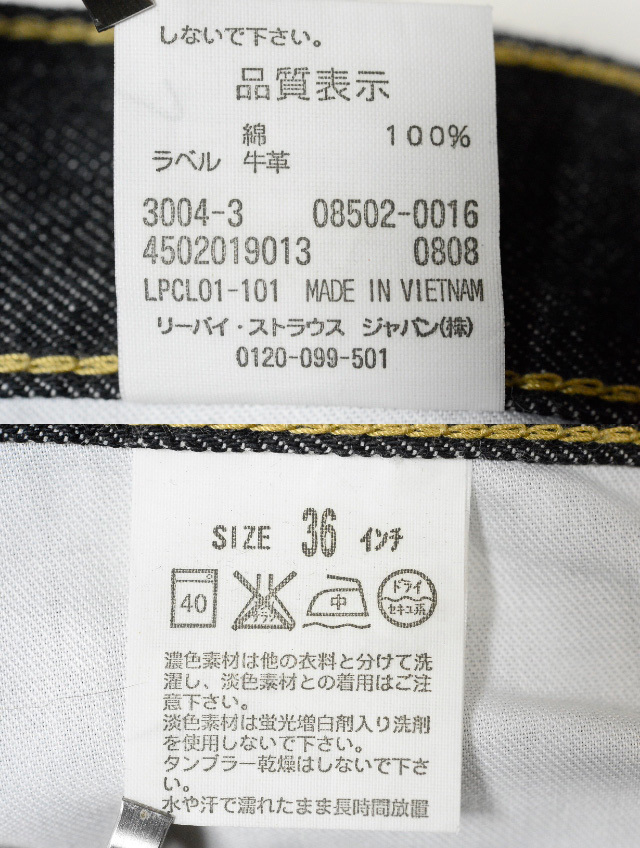 しないで下さい。
品質表示
綿 100%
ラベル 牛革
3004-3 08502-0016
4502019013 0808
LPCL01-101 MADE IN VIETNAM
リーバイ・ストラウス ジャパン(株)
0120-099-501
SIZE 36 インチ
40 中 ドライ
セキユ系
濃色素材は他の衣料と分けて洗
濯し、淡色素材との着用はご注
意下さい。
淡色素材は蛍光増白剤入り洗剤
を使用しないで下さい。
タンブラー乾燥はしないで下さ
い。
水や汗で濡れたまま長時間放置